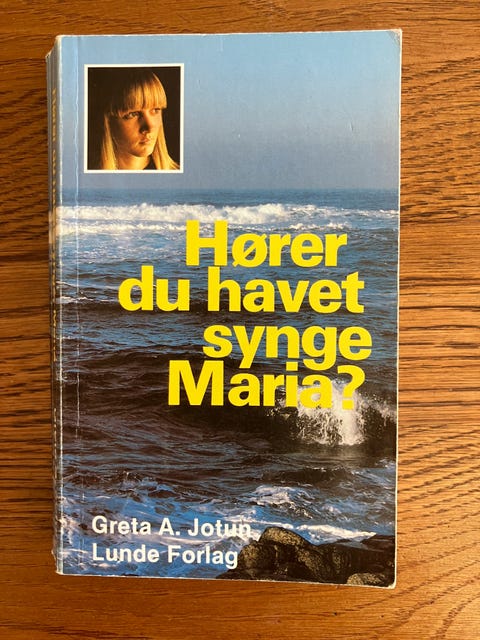 Hører
du havet
synge
Maria?
Greta A. Jotun
Lunde Forlag